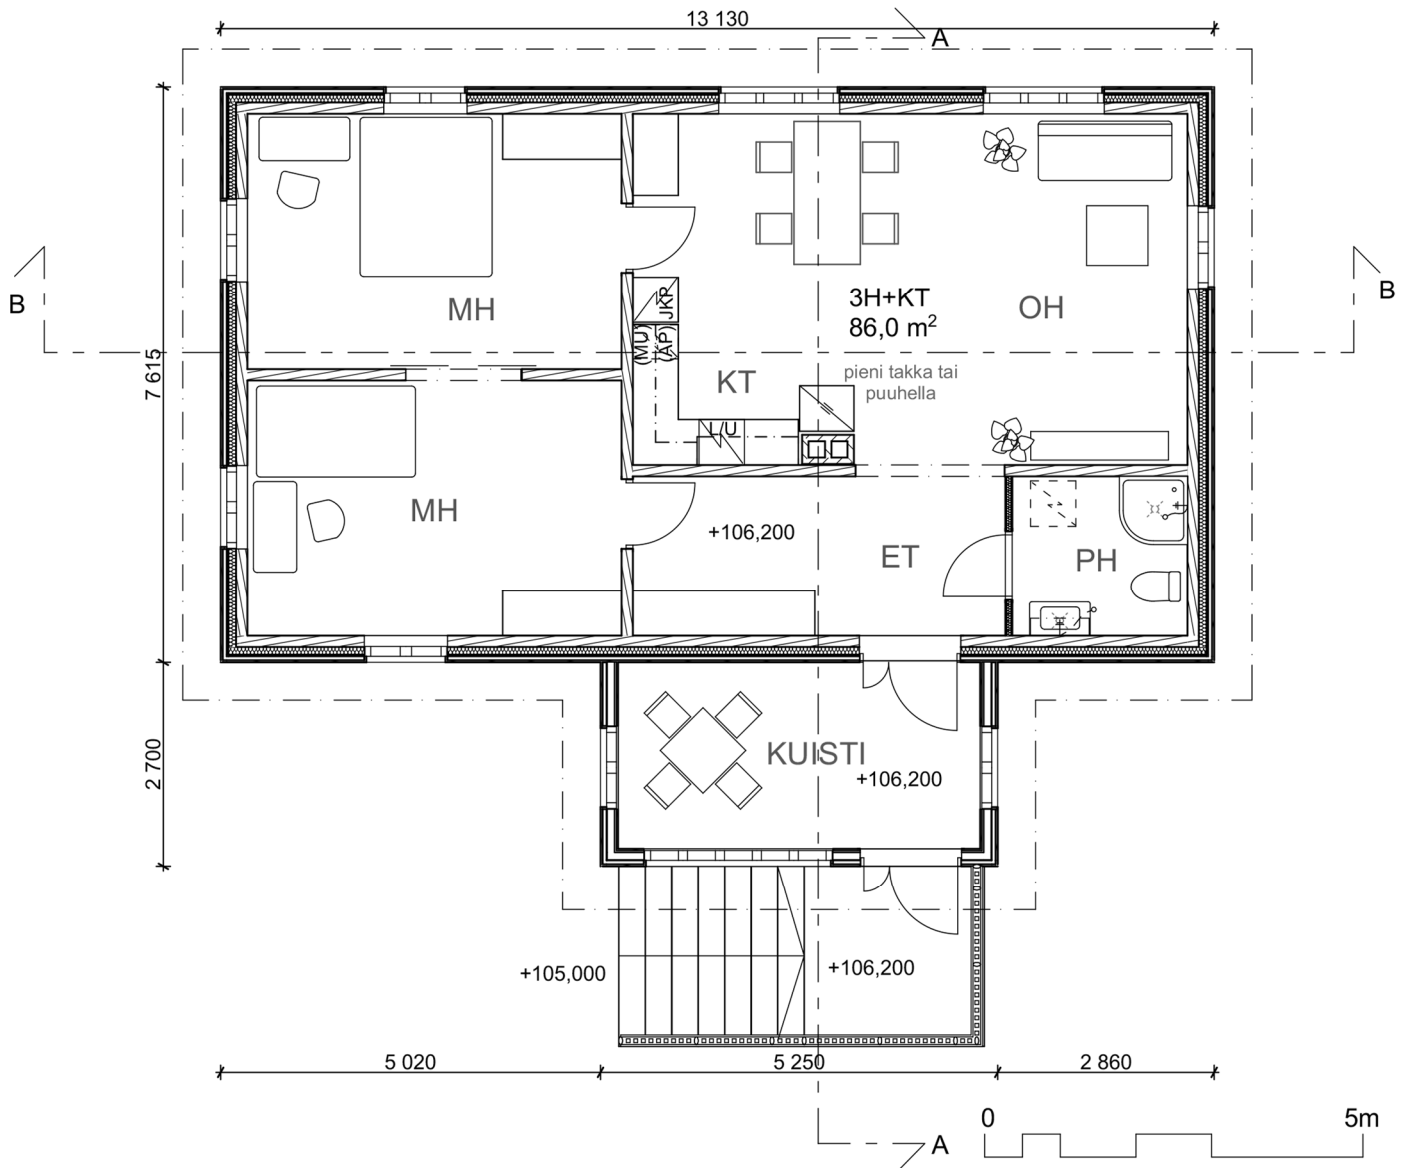 13 130
A
B
B
MH
JKP
(MU)
(AP)
3H+KT
86,0 m²
OH
7 615
KT
pieni takka tai
puuhella
L/U
MH
+106,200
ET
PH
2 700
KUISTI
+106,200
+105,000
+106,200
5 020
5 250
2 860
0
5m
A